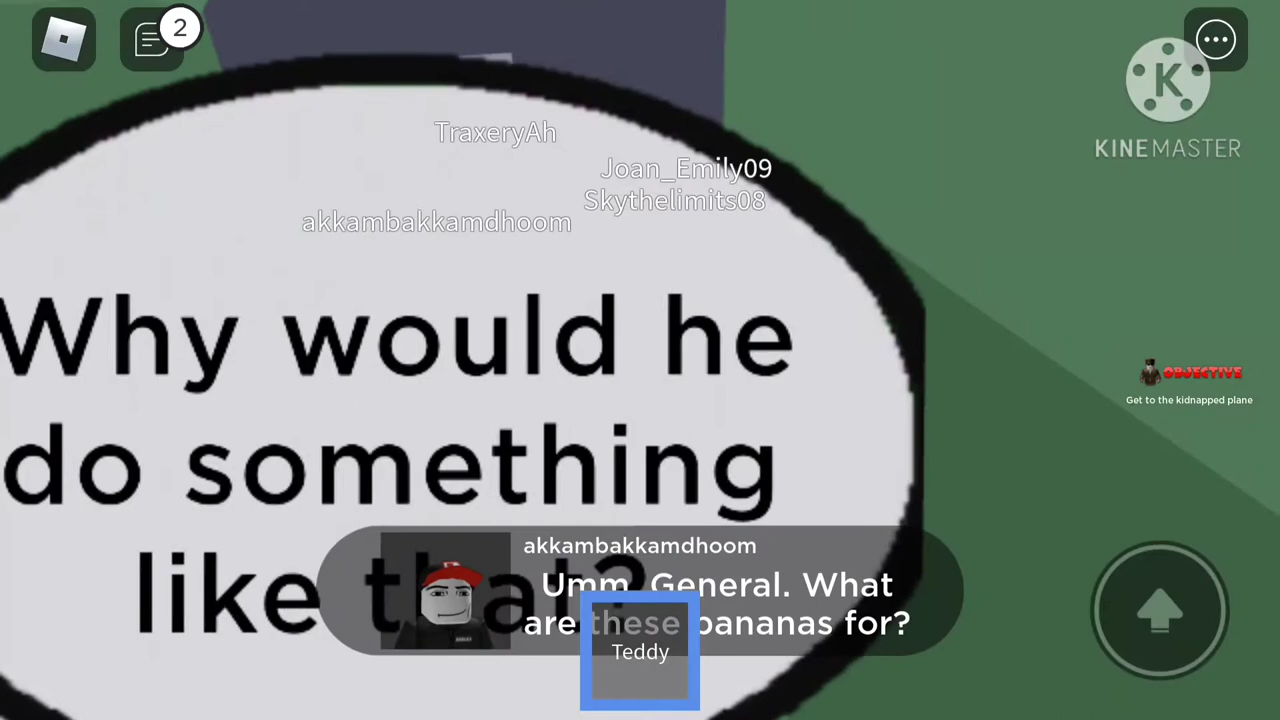 2
K
KINEMASTER
TraxeryAh
Joan_Emily09
Skythelimits08
akkambakkamdhoom
Why would he
do something
like that?
OBJECTIVE
Get to the kidnapped plane
akkambakkamdhoom
Umm, General. What
are these bananas for?
Teddy